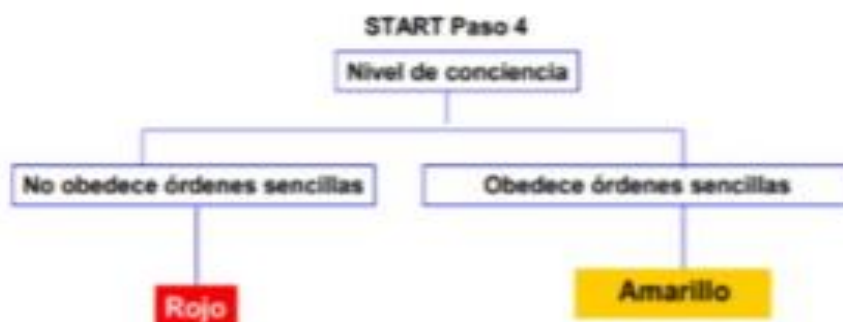 START Paso 4
Nivel de conciencia
No obedece órdenes sencillas
Obedece órdenes sencillas
Rojo
Amarillo